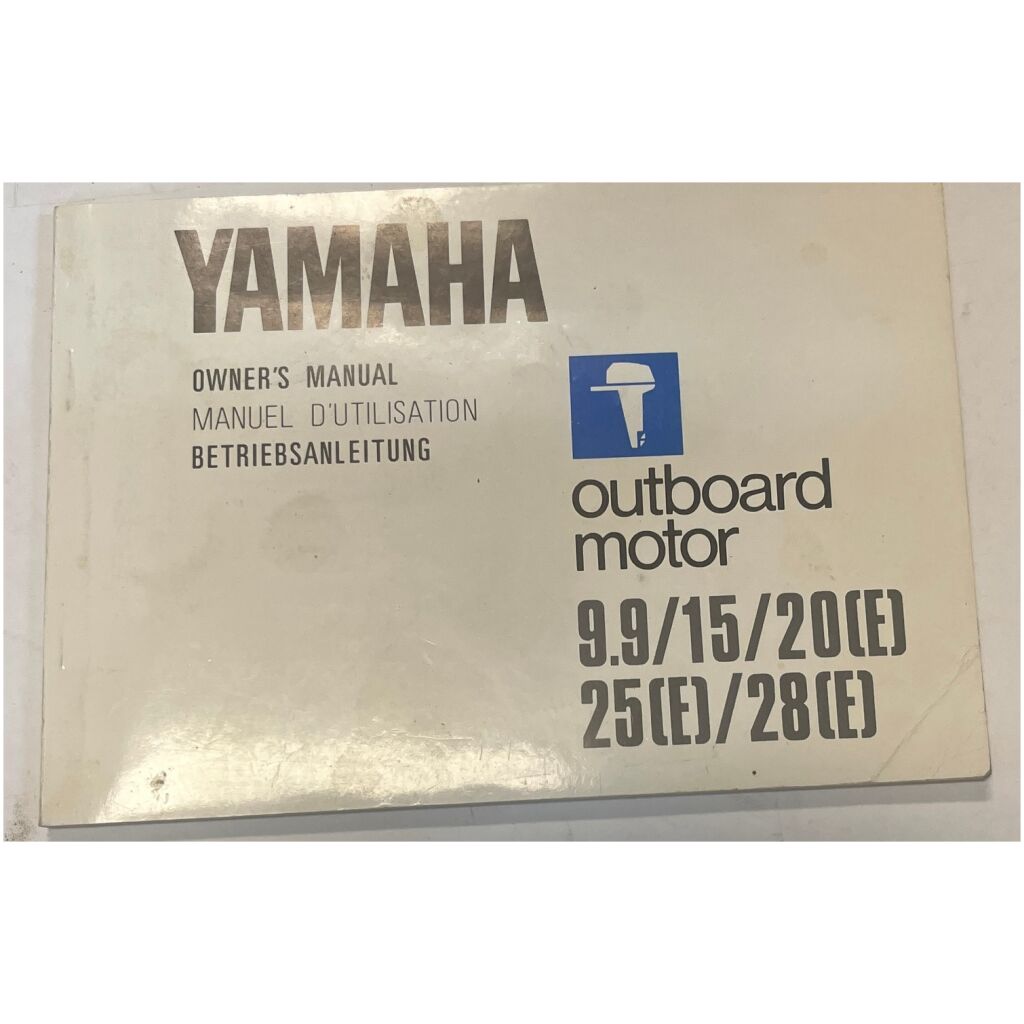 YAMAHA
OWNER'S MANUAL
MANUEL D'UTILISATION
BETRIEBSANLEITUNG
outboard
motor
9.9/15/20(E)
25(E)/28(E)